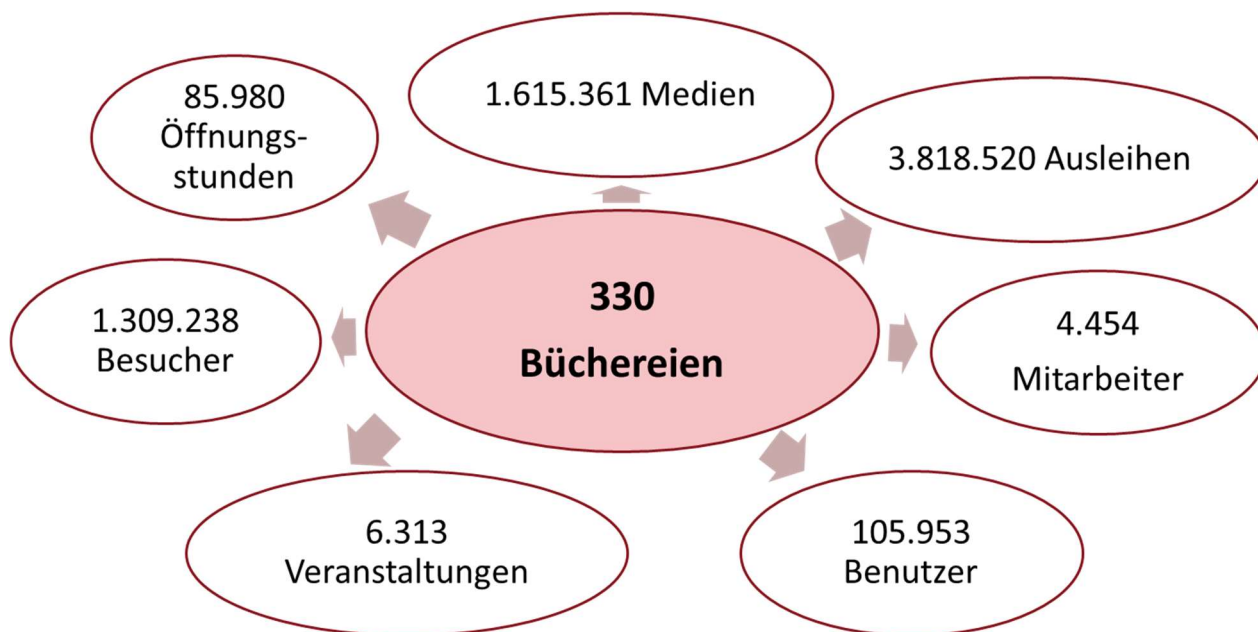 1.615.361 Medien
85.980
Öffnungs-
stunden
3.818.520 Ausleihen
330
Büchereien
1.309.238
Besucher
4.454
Mitarbeiter
6.313
Veranstaltungen
105.953
Benutzer